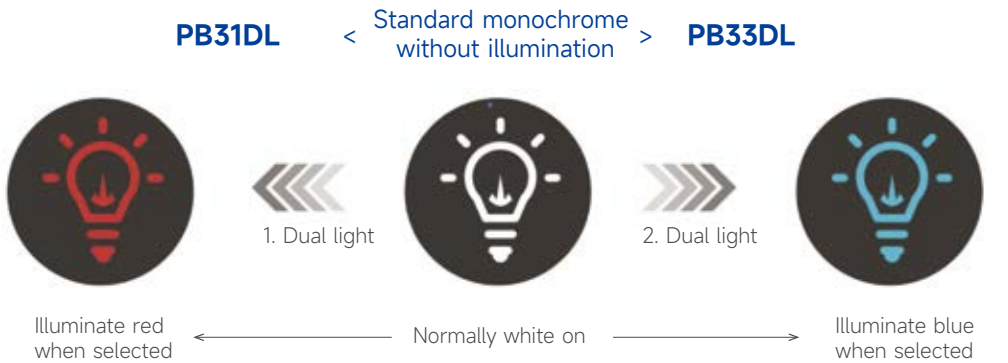 PB31DL < Standard monochrome without illumination > PB33DL
1. Dual light
2. Dual light
Illuminate red
when selected
Normally white on
Illuminate blue
when selected